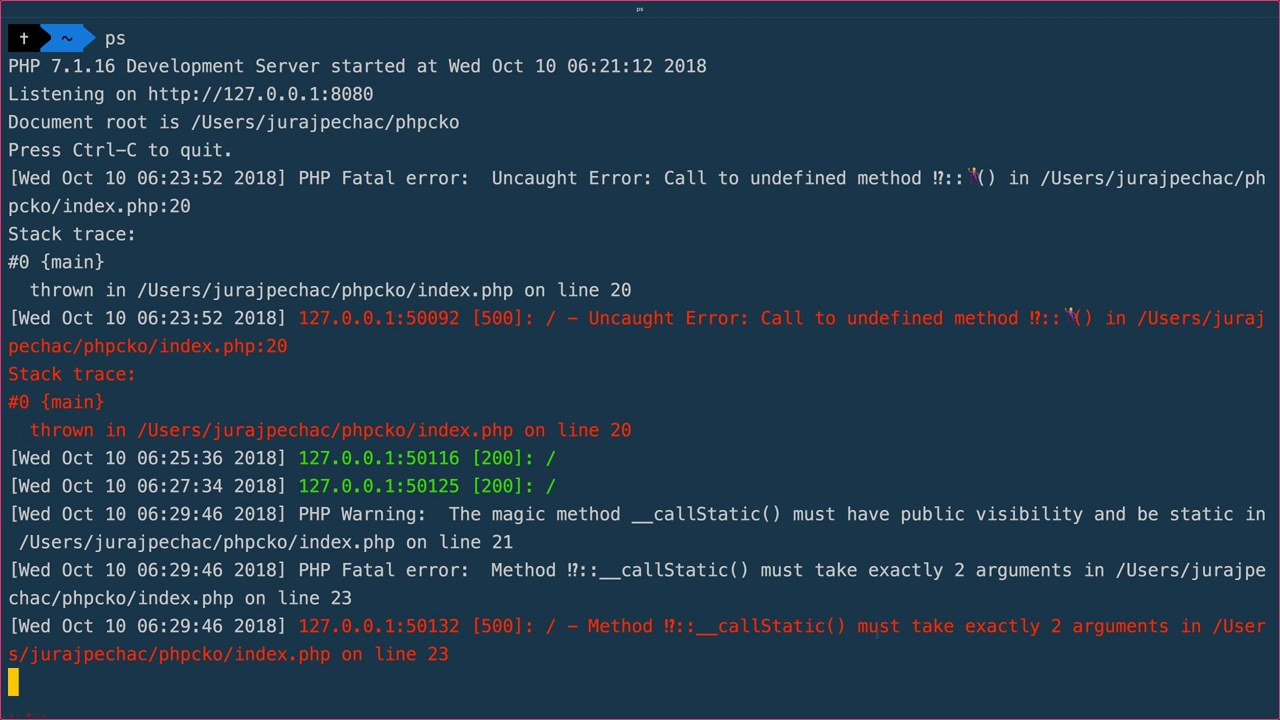 ps
✝ ~ ps
PHP 7.1.16 Development Server started at Wed Oct 10 06:21:12 2018
Listening on http://127.0.0.1:8080
Document root is /Users/jurajpechac/phpcko
Press Ctrl-C to quit.
[Wed Oct 10 06:23:52 2018] PHP Fatal error:  Uncaught Error: Call to undefined method ⁉::() in /Users/jurajpechac/ph
pcko/index.php:20
Stack trace:
#0 {main}
  thrown in /Users/jurajpechac/phpcko/index.php on line 20
[Wed Oct 10 06:23:52 2018] 127.0.0.1:50092 [500]: / - Uncaught Error: Call to undefined method ⁉::() in /Users/juraj
pechac/phpcko/index.php:20
Stack trace:
#0 {main}
  thrown in /Users/jurajpechac/phpcko/index.php on line 20
[Wed Oct 10 06:25:36 2018] 127.0.0.1:50116 [200]: /
[Wed Oct 10 06:27:34 2018] 127.0.0.1:50125 [200]: /
[Wed Oct 10 06:29:46 2018] PHP Warning:  The magic method __callStatic() must have public visibility and be static in
 /Users/jurajpechac/phpcko/index.php on line 21
[Wed Oct 10 06:29:46 2018] PHP Fatal error:  Method ⁉::__callStatic() must take exactly 2 arguments in /Users/jurajpe
chac/phpcko/index.php on line 23
[Wed Oct 10 06:29:46 2018] 127.0.0.1:50132 [500]: / - Method ⁉::__callStatic() must take exactly 2 arguments in /User
s/jurajpechac/phpcko/index.php on line 23